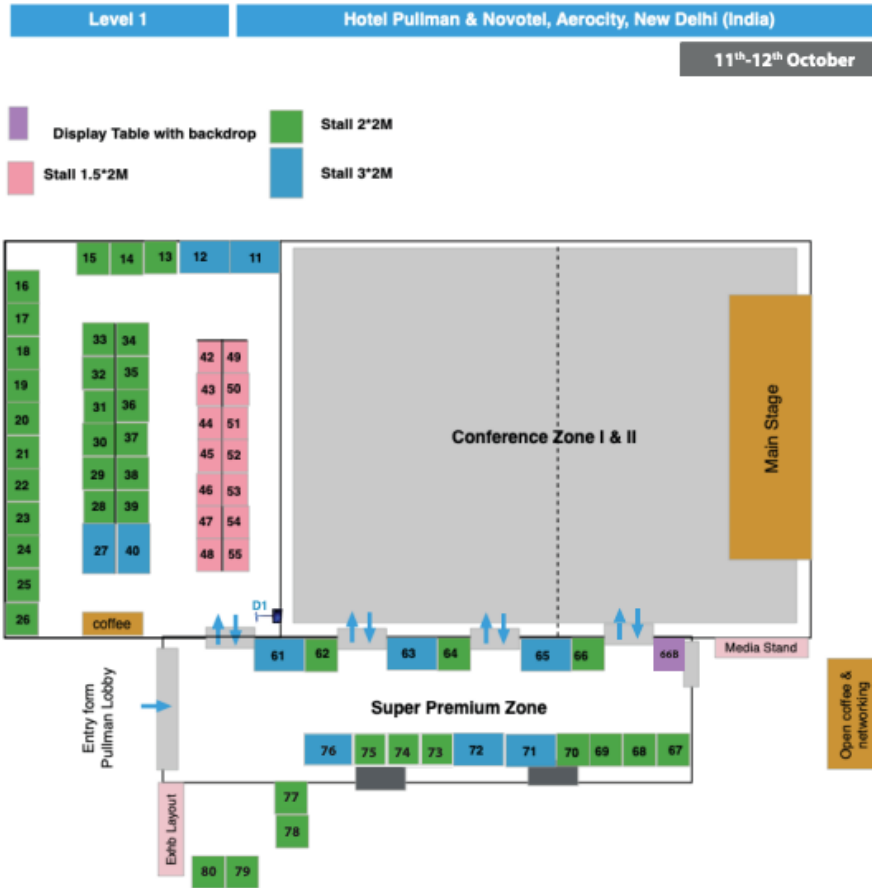 Level 1
Hotel Pullman & Novotel, Aerocity, New Delhi (India)
11th-12th October
Display Table with backdrop
Stall 2*2M
Stall 1.5*2M
Stall 3*2M
15 14 13 12 11
16
17
18
19
20
21
22
23
24
25
26
33 34
32 35
31 36
30 37
29 38
28 39
27 40
42 49
43 50
44 51
45 52
46 53
47 54
48 55
Conference Zone I & II
Main Stage
coffee
D1
61 62 63 64 65 66 66B
Media Stand
Entry form
Pullman Lobby
Super Premium Zone
Open coffee &
networking
76 75 74 73 72 71 70 69 68 67
Exhb Layout
77
78
80 79